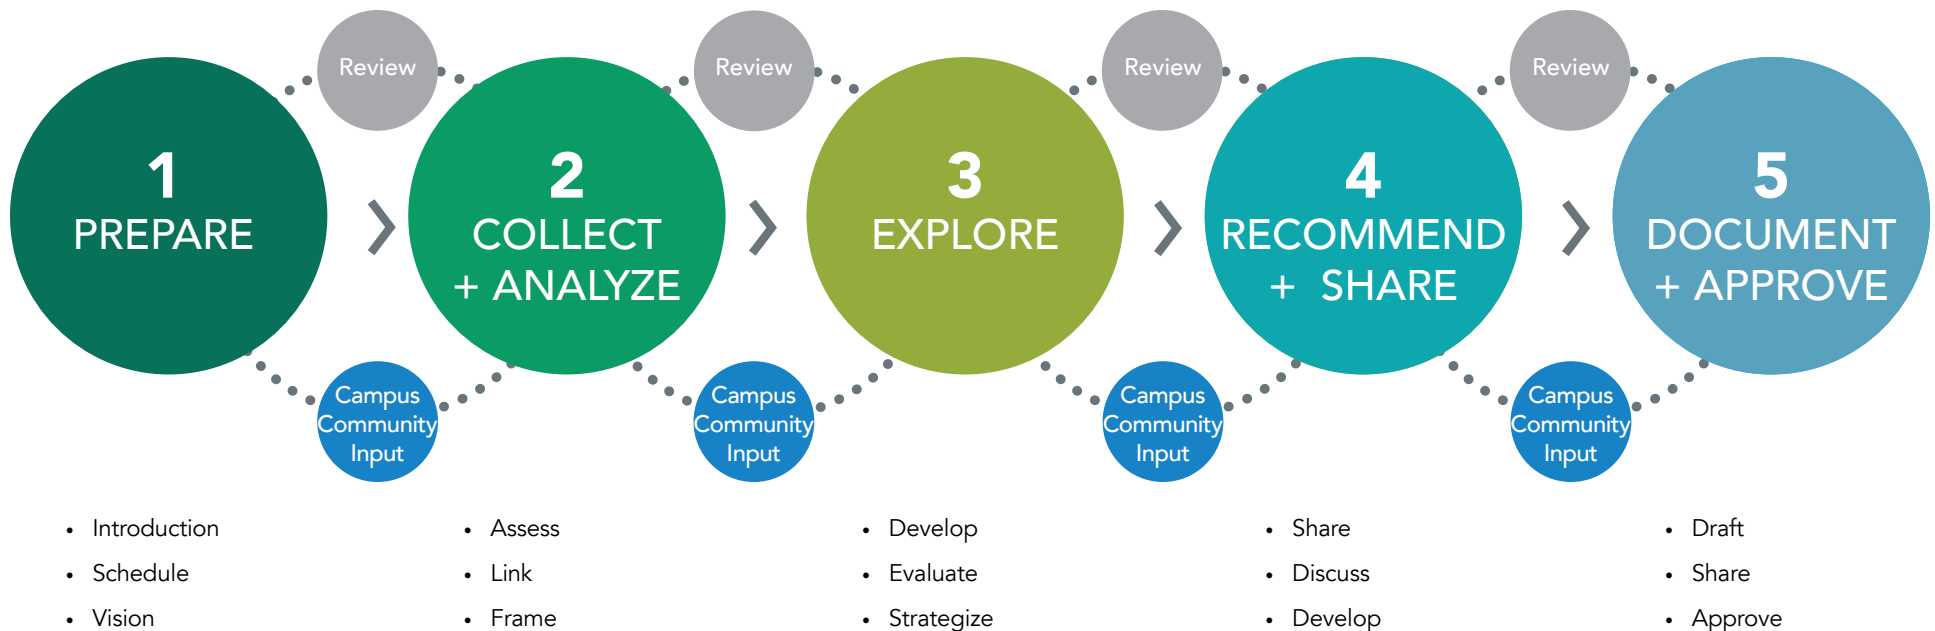 Review
Review
Review
Review
1
PREPARE
2
COLLECT
+ ANALYZE
3
EXPLORE
4
RECOMMEND
+ SHARE
5
DOCUMENT
+ APPROVE
Campus
Community
Input
Campus
Community
Input
Campus
Community
Input
Campus
Community
Input
• Introduction
• Schedule
• Vision
• Assess
• Link
• Frame
• Develop
• Evaluate
• Strategize
• Share
• Discuss
• Develop
• Draft
• Share
• Approve